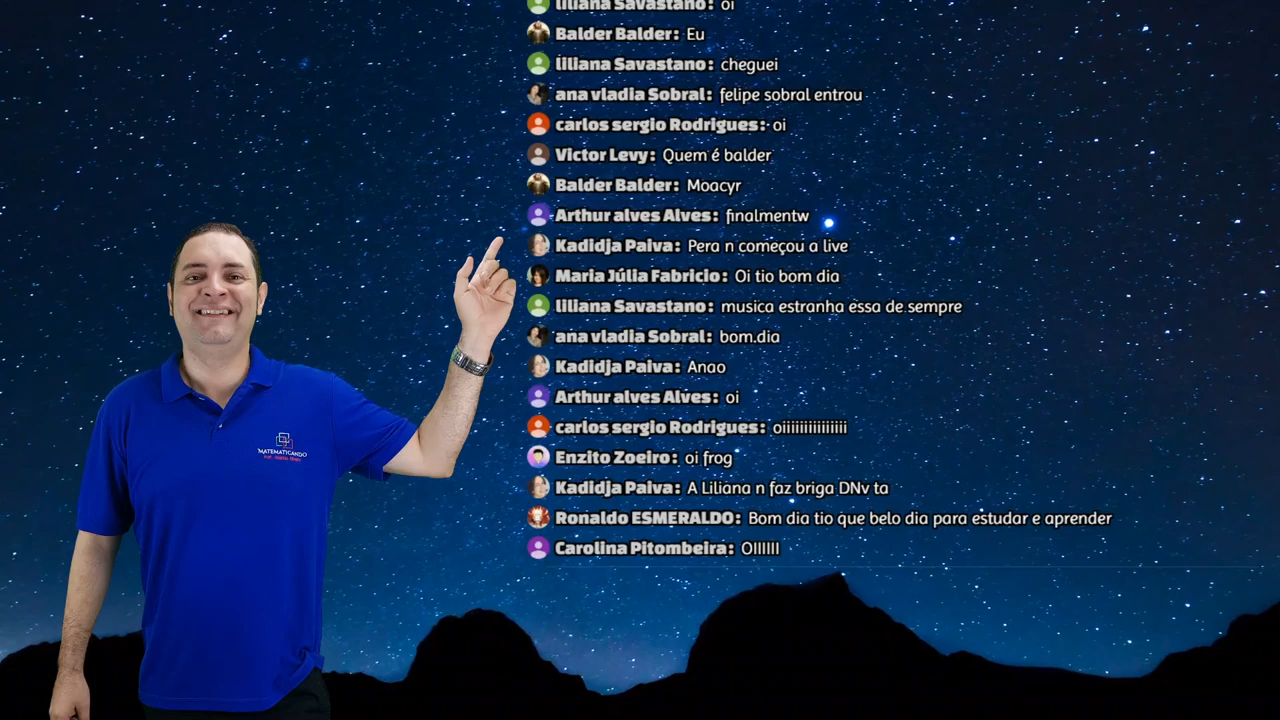 liliana Savastano: oi
Balder Balder: Eu
liliana Savastano: cheguei
ana vladia Sobral: felipe sobral entrou
carlos sergio Rodrigues: oi
Victor Levy: Quem é balder
Balder Balder: Moacyr
Arthur alves Alves: finalmentw
Kadidja Paiva: Pera n começou a live
Maria Júlia Fabricio: Oi tio bom dia
liliana Savastano: musica estranha essa de sempre
ana vladia Sobral: bom.dia
Kadidja Paiva: Anao
Arthur alves Alves: oi
carlos sergio Rodrigues: oiiiiiiiiiiiiiii
Enzito Zoeiro: oi frog
Kadidja Paiva: A Liliana n faz briga DNv ta
Ronaldo ESMERALDO: Bom dia tio que belo dia para estudar e aprender
Carolina Pitombeira: OIIIIII
MATEMATICANDO